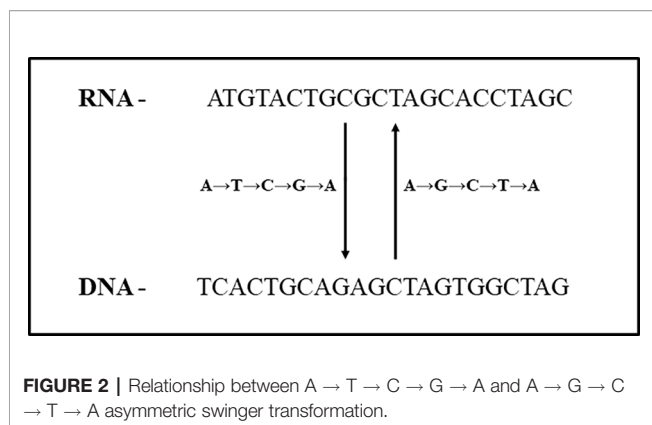 RNA - ATGTACTGCGCTAGCACCTAGC
A→T→C→G→A A→G→C→T→A
DNA - TCACTGCAGAGCTAGTGGCTAG
FIGURE 2 | Relationship between A → T → C → G → A and A → G → C
→ T → A asymmetric swinger transformation.